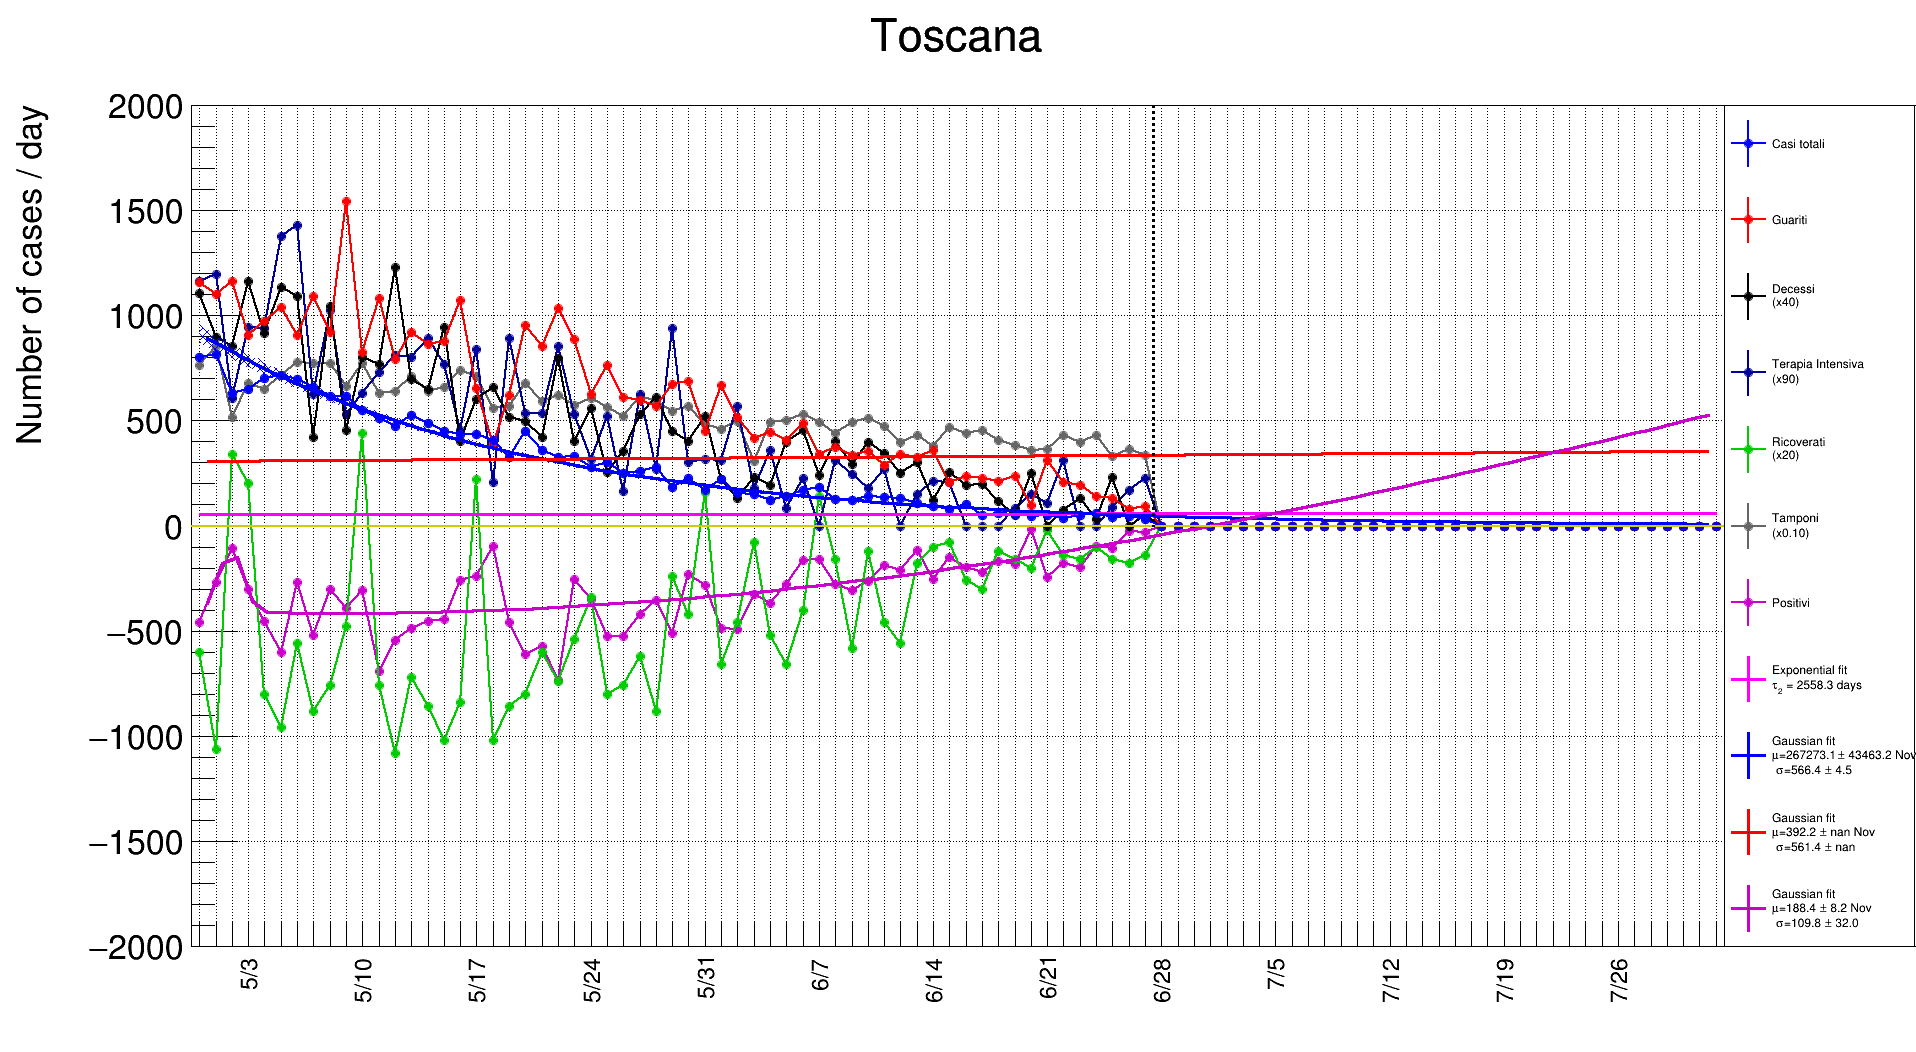 Toscana
Number of cases / day
2000
1500
1000
500
0
−500
−1000
−1500
−2000
5/3
5/10
5/17
5/24
5/31
6/7
6/14
6/21
6/28
7/5
7/12
7/19
7/26
Casi totali
Guariti
Decessi
(x40)
Terapia Intensiva
(x90)
Ricoverati
(x20)
Tamponi
(x0.10)
Positivi
Exponential fit
τ2 = 2558.3 days
Gaussian fit
μ=267273.1 ± 43463.2 Nov
σ=566.4 ± 4.5
Gaussian fit
μ=392.2 ± nan Nov
σ=561.4 ± nan
Gaussian fit
μ=188.4 ± 8.2 Nov
σ=109.8 ± 32.0